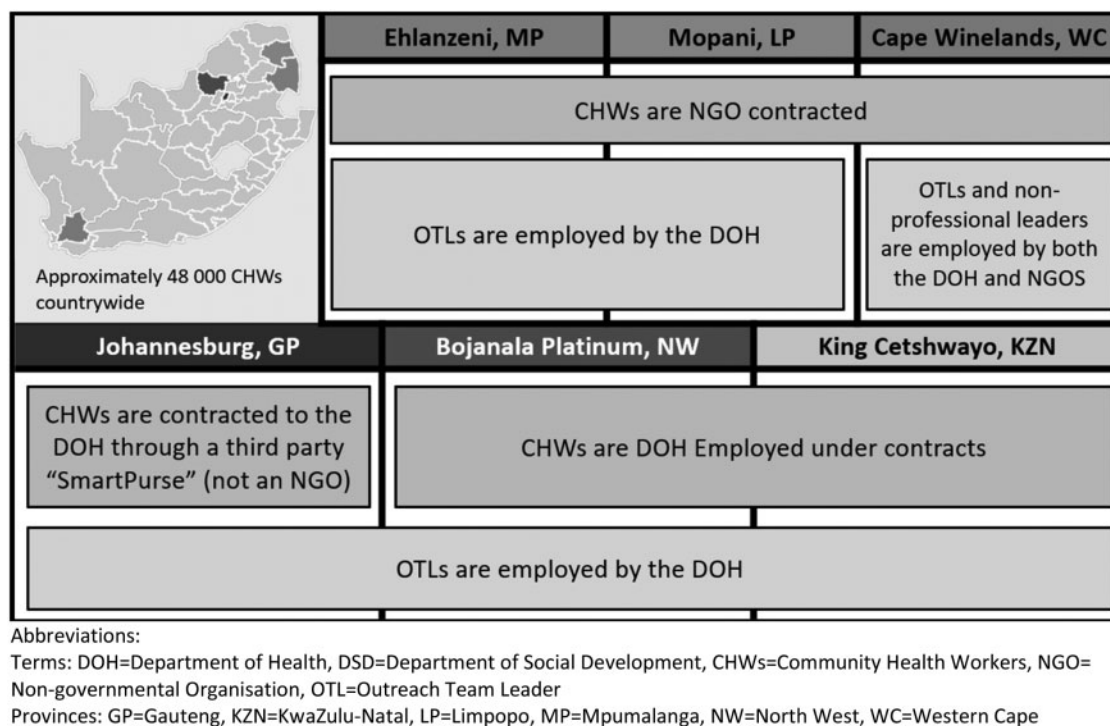 Ehlanzeni, MP
Mopani, LP
Cape Winelands, WC
CHWs are NGO contracted
OTLs are employed by the DOH
OTLs and non-
professional leaders
are employed by both
the DOH and NGOS
Approximately 48 000 CHWs
countrywide
Johannesburg, GP
Bojanala Platinum, NW
King Cetshwayo, KZN
CHWs are contracted to the
DOH through a third party
“SmartPurse” (not an NGO)
CHWs are DOH Employed under contracts
OTLs are employed by the DOH
Abbreviations:
Terms: DOH=Department of Health, DSD=Department of Social Development, CHWs=Community Health Workers, NGO=
Non-governmental Organisation, OTL=Outreach Team Leader
Provinces: GP=Gauteng, KZN=KwaZulu-Natal, LP=Limpopo, MP=Mpumalanga, NW=North West, WC=Western Cape